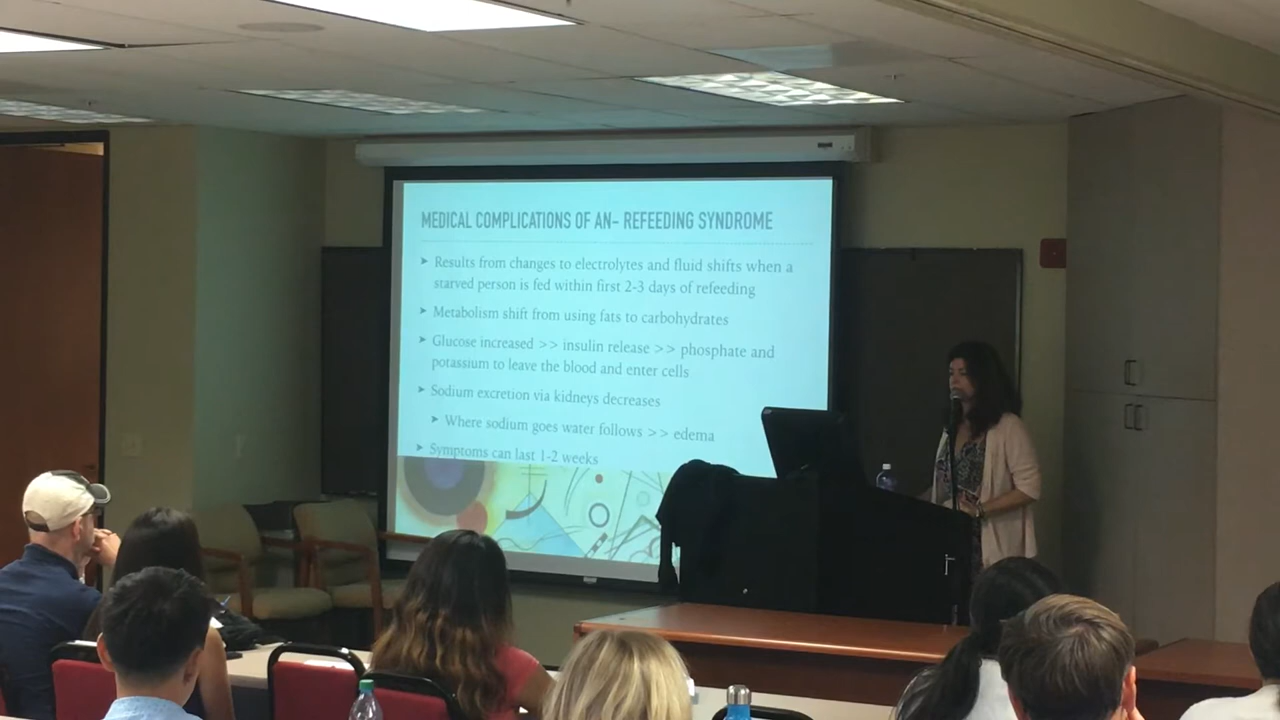 MEDICAL COMPLICATIONS OF AN- REFEEDING SYNDROME
➤ Results from changes to electrolytes and fluid shifts when a
starved person is fed within first 2-3 days of refeeding
➤ Metabolism shift from using fats to carbohydrates
➤ Glucose increased >> insulin release >> phosphate and
potassium to leave the blood and enter cells
➤ Sodium excretion via kidneys decreases
➤ Where sodium goes water follows >> edema
➤ Symptoms can last 1-2 weeks